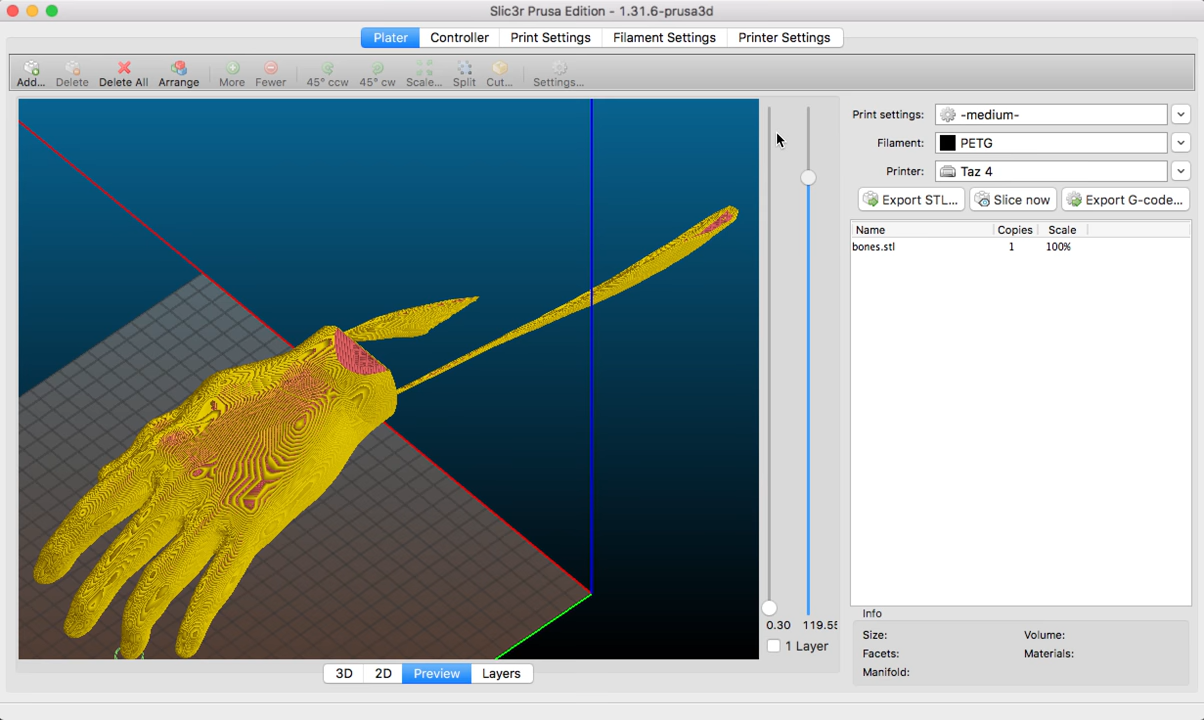 Slic3r Prusa Edition - 1.31.6-prusa3d
Plater Controller Print Settings Filament Settings Printer Settings
Add... Delete Delete All Arrange More Fewer 45° ccw 45° cw Scale... Split Cut... Settings...
Print settings: -medium-
Filament: PETG
Printer: Taz 4
Export STL... Slice now Export G-code...
Name Copies Scale
bones.stl 1 100%
0.30 119.55
1 Layer
Info
Size: Volume:
Facets: Materials:
Manifold:
3D 2D Preview Layers